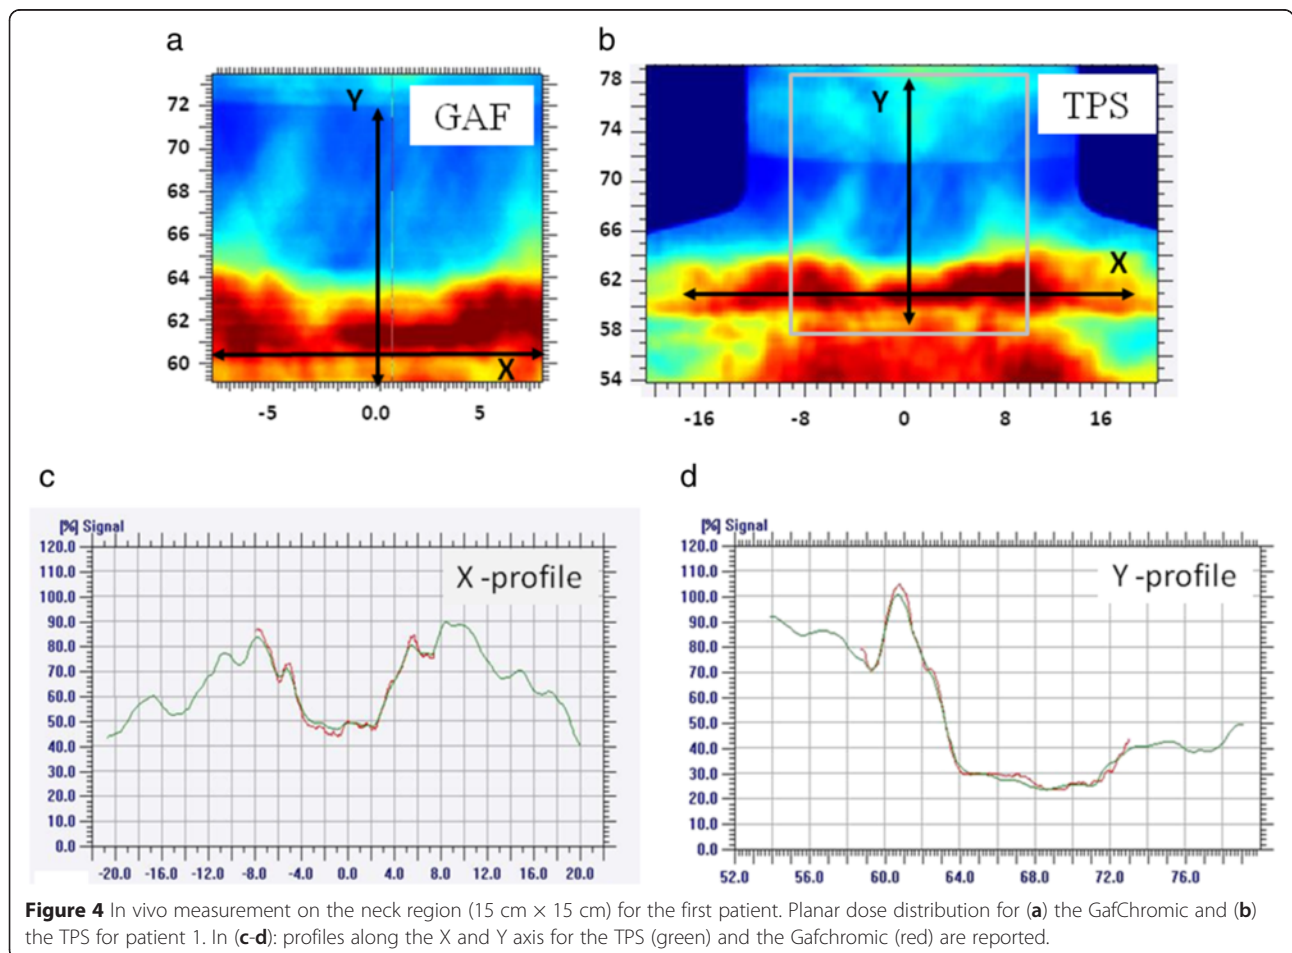 a
b
GAF
Y
X
72
70
68
66
64
62
60
-5 0.0 5
TPS
Y
X
78
74
70
66
62
58
54
-16 -8 0 8 16
c
d
[%] Signal
X -profile
120.0
110.0
100.0
90.0
80.0
70.0
60.0
50.0
40.0
30.0
20.0
10.0
0.0
-20.0 -16.0 -12.0 -8.0 -4.0 0.0 4.0 8.0 12.0 16.0 20.0
[%] Signal
Y -profile
120.0
110.0
100.0
90.0
80.0
70.0
60.0
50.0
40.0
30.0
20.0
10.0
0.0
52.0 56.0 60.0 64.0 68.0 72.0 76.0
Figure 4 In vivo measurement on the neck region (15 cm × 15 cm) for the first patient. Planar dose distribution for (a) the GafChromic and (b)
the TPS for patient 1. In (c-d): profiles along the X and Y axis for the TPS (green) and the Gafchromic (red) are reported.